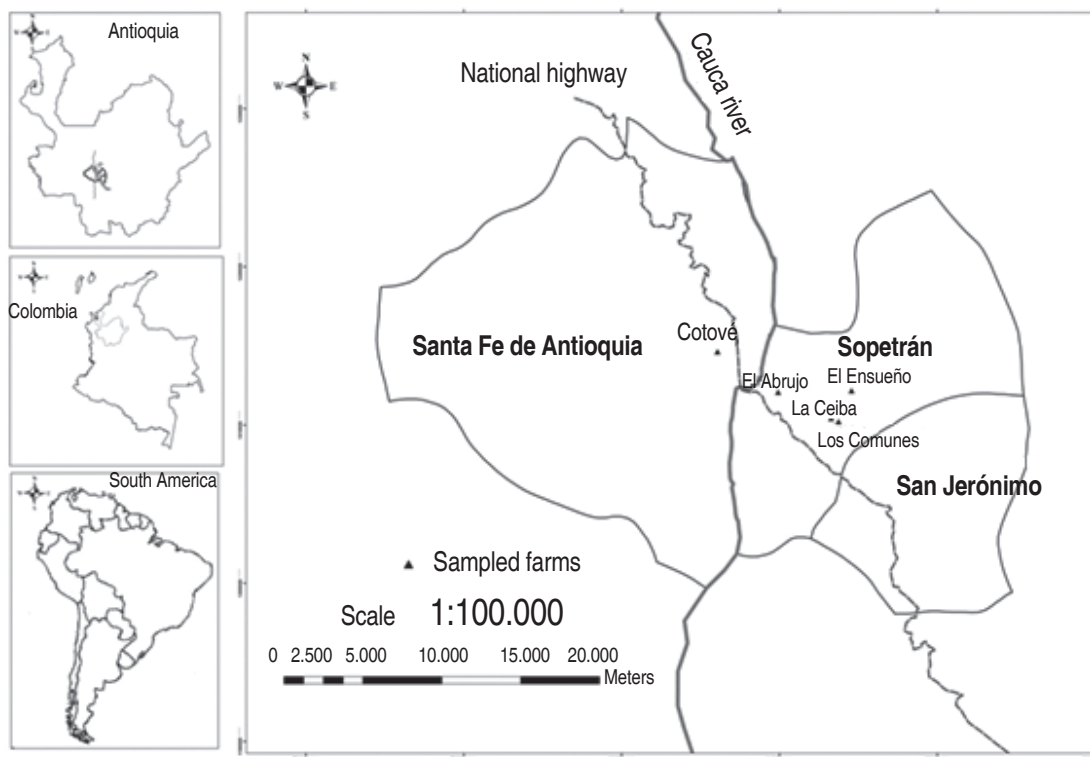 Antioquia
Colombia
South America
N
W E
S
National highway
Cauca river
Santa Fe de Antioquia
Cotové
Sopetrán
El Abrujo
El Ensueño
La Ceiba
Los Comunes
San Jerónimo
Sampled farms
Scale 1:100.000
0 2.500 5.000 10.000 15.000 20.000
Meters